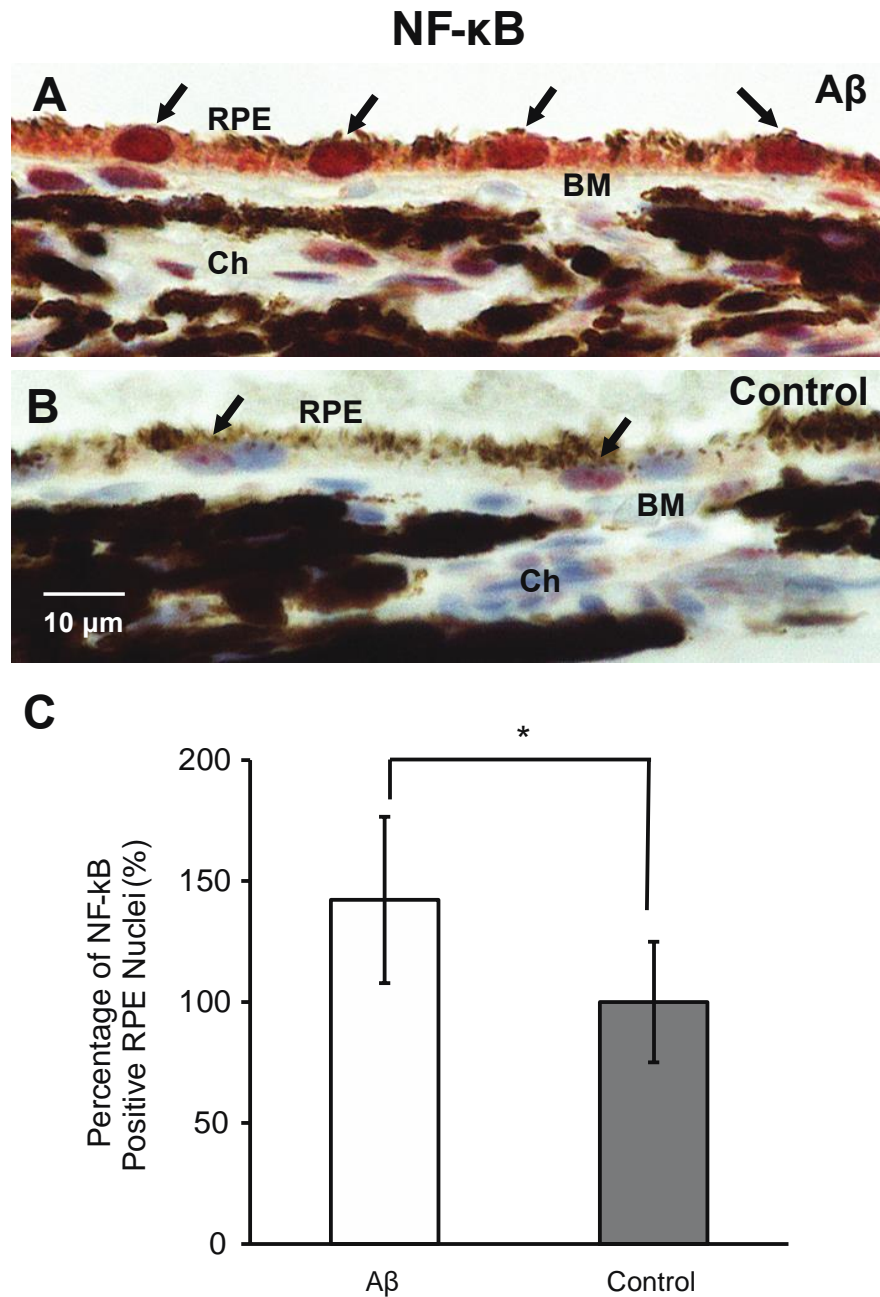 NF-κB
A
RPE
Aβ
BM
Ch
B
RPE
Control
BM
Ch
10 μm
C
*
200
150
100
50
0
Percentage of NF-kB
Positive RPE Nuclei (%)
Aβ
Control